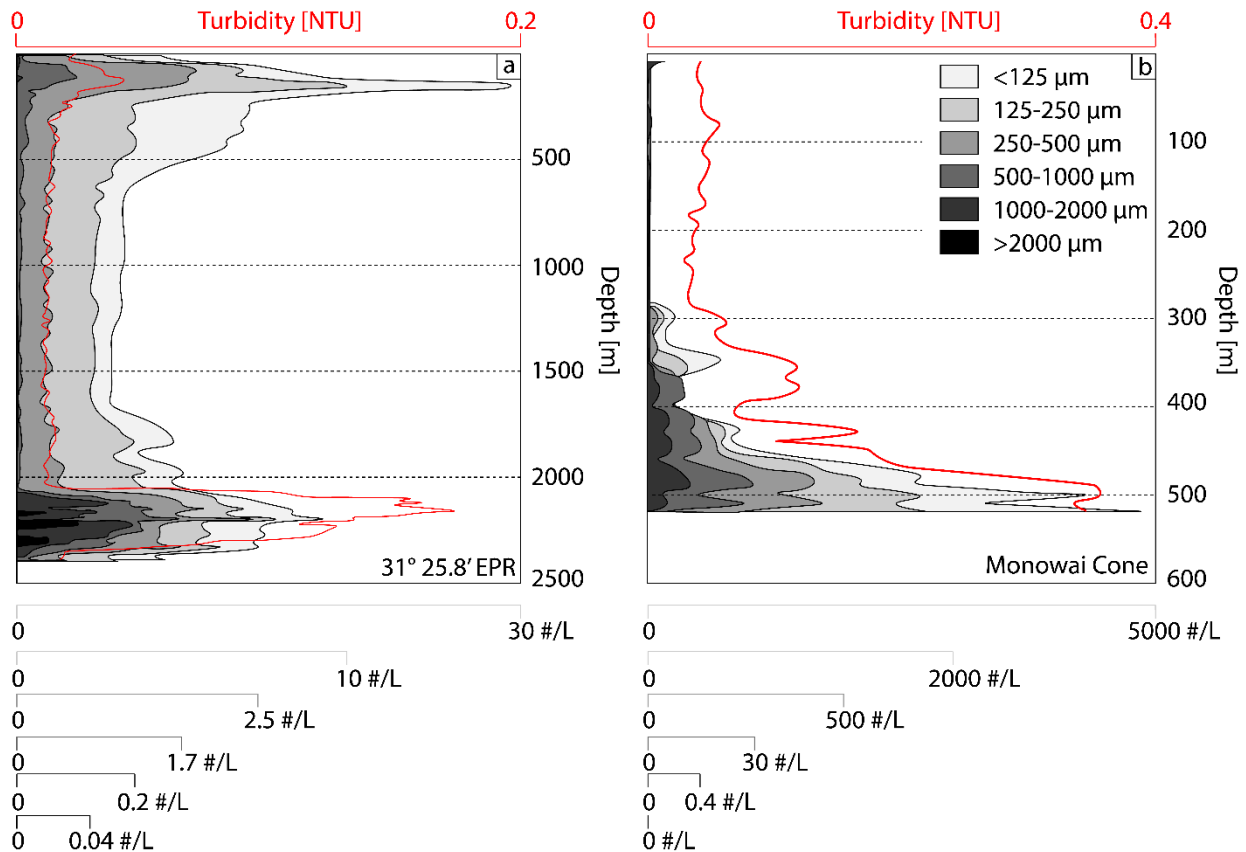 0 Turbidity [NTU] 0.2
a
500
1000
1500
2000
2500
Depth [m]
31° 25.8’ EPR
0 30 #/L
0 10 #/L
0 2.5 #/L
0 1.7 #/L
0 0.2 #/L
0 0.04 #/L
0 Turbidity [NTU] 0.4
b
<125 µm
125-250 µm
250-500 µm
500-1000 µm
1000-2000 µm
>2000 µm
100
200
300
400
500
600
Depth [m]
Monowai Cone
0 5000 #/L
0 2000 #/L
0 500 #/L
0 30 #/L
0 0.4 #/L
0 #/L